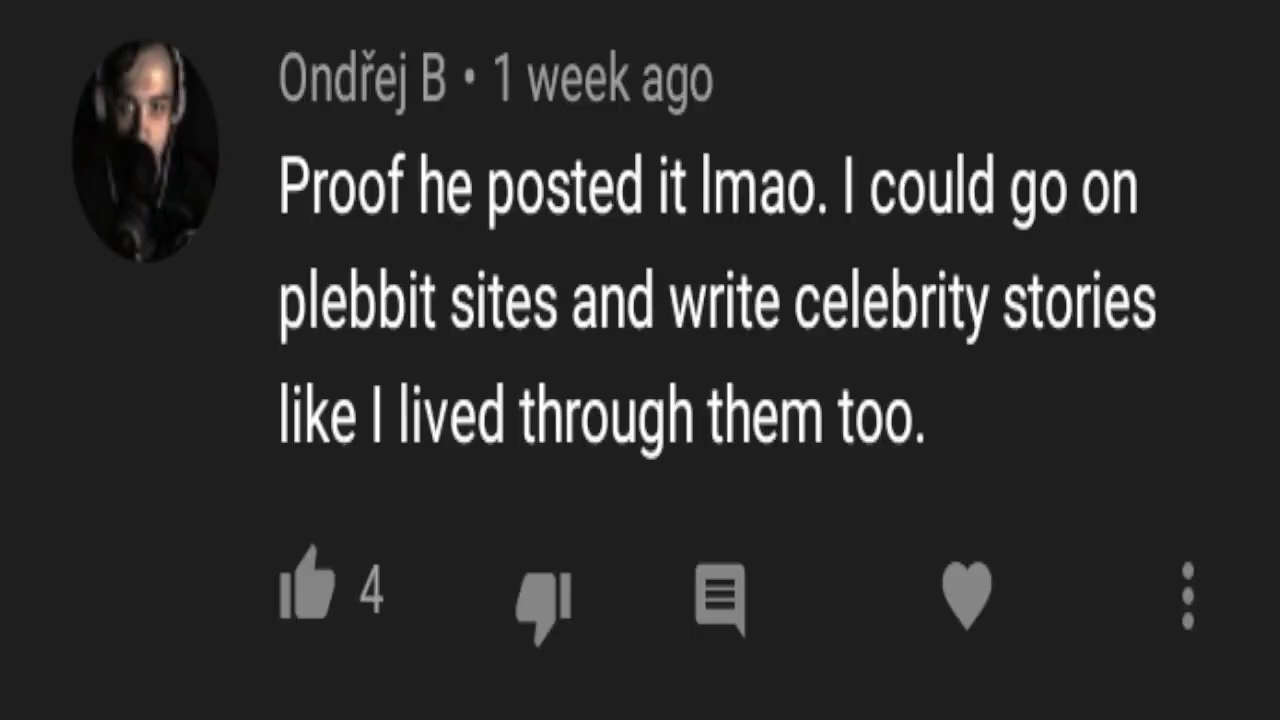 Ondřej B • 1 week ago
Proof he posted it lmao. I could go on
plebbit sites and write celebrity stories
like I lived through them too.
4